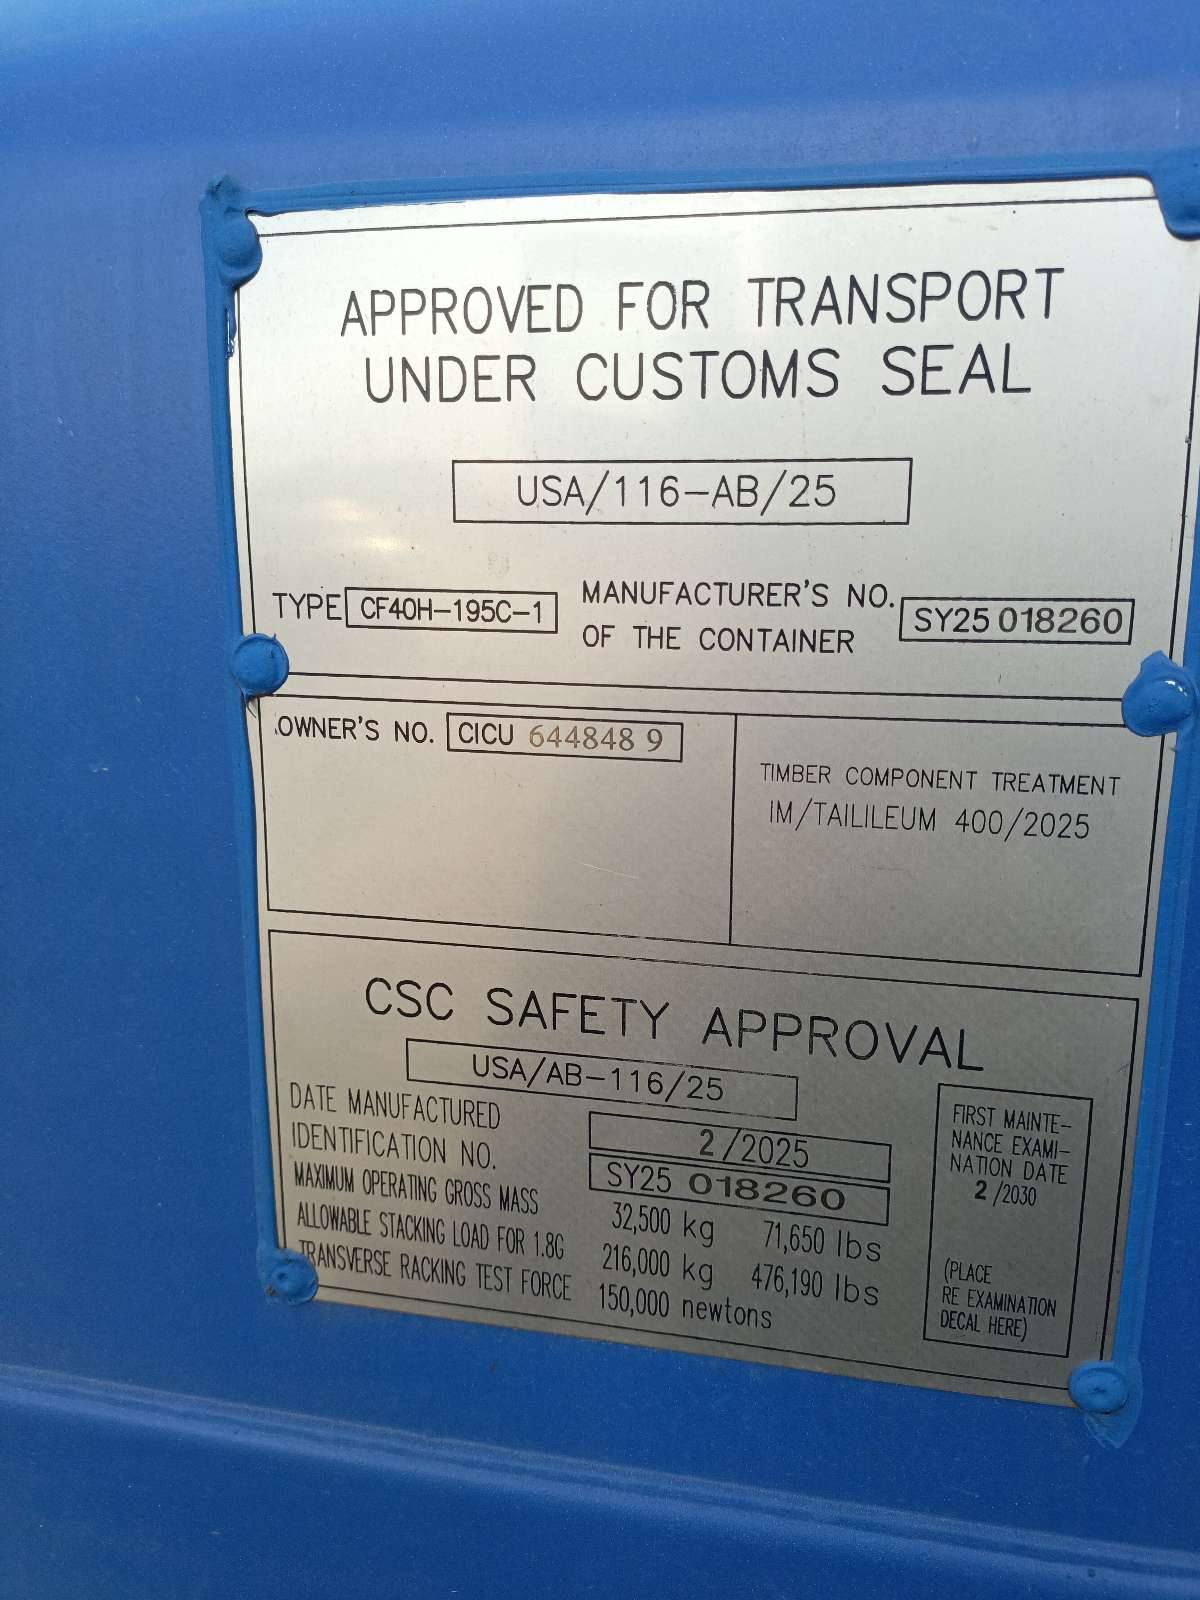 APPROVED FOR TRANSPORT
UNDER CUSTOMS SEAL
USA/116-AB/25
TYPE CF40H-195C-1
MANUFACTURER'S NO.
OF THE CONTAINER
SY25 018260
OWNER'S NO. CICU 644848 9
TIMBER COMPONENT TREATMENT
IM/TAILILEUM 400/2025
CSC SAFETY APPROVAL
USA/AB-116/25
DATE MANUFACTURED 2/2025
IDENTIFICATION NO. SY25 018260
MAXIMUM OPERATING GROSS MASS 32,500 kg 71,650 lbs
ALLOWABLE STACKING LOAD FOR 1.8G 216,000 kg 476,190 lbs
TRANSVERSE RACKING TEST FORCE 150,000 newtons
FIRST MAINTE-
NANCE EXAMI-
NATION DATE
2/2030
(PLACE
RE EXAMINATION
DECAL HERE)